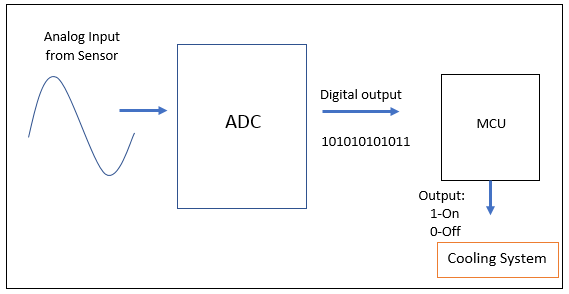 Analog Input
from Sensor
ADC
Digital output
101010101011
MCU
Output:
1-On
0-Off
Cooling System